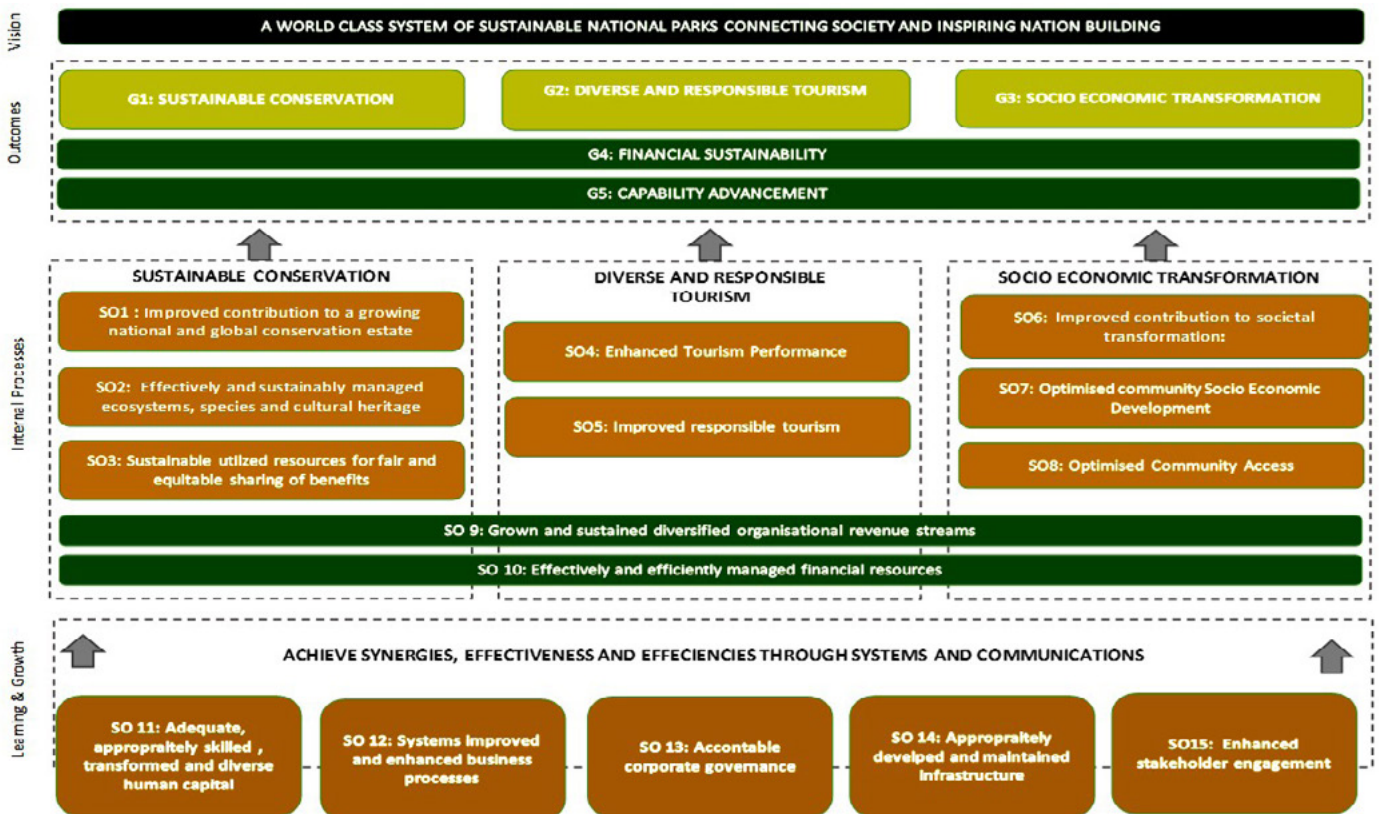 Vision
A WORLD CLASS SYSTEM OF SUSTAINABLE NATIONAL PARKS CONNECTING SOCIETY AND INSPIRING NATION BUILDING
Outcomes
G1: SUSTAINABLE CONSERVATION
G2: DIVERSE AND RESPONSIBLE TOURISM
G3: SOCIO ECONOMIC TRANSFORMATION
G4: FINANCIAL SUSTAINABILITY
G5: CAPABILITY ADVANCEMENT
Internal Processes
SUSTAINABLE CONSERVATION
SO1 : Improved contribution to a growing
national and global conservation estate
SO2: Effectively and sustainably managed
ecosystems, species and cultural heritage
SO3: Sustainable utilized resources for fair and
equitable sharing of benefits
DIVERSE AND RESPONSIBLE
TOURISM
SO4: Enhanced Tourism Performance
SO5: Improved responsible tourism
SOCIO ECONOMIC TRANSFORMATION
SO6: Improved contribution to societal
transformation:
SO7: Optimised community Socio Economic
Development
SO8: Optimised Community Access
SO 9: Grown and sustained diversified organisational revenue streams
SO 10: Effectively and efficiently managed financial resources
Learning & Growth
ACHIEVE SYNERGIES, EFFECTIVENESS AND EFFECIENCIES THROUGH SYSTEMS AND COMMUNICATIONS
SO 11: Adequate,
appropraitely skilled ,
transformed and diverse
human capital
SO 12: Systems improved
and enhanced business
processes
SO 13: Accontable
corporate governance
SO 14: Appropraitely
develped and maintained
infrastructure
SO15: Enhanced
stakeholder engagement